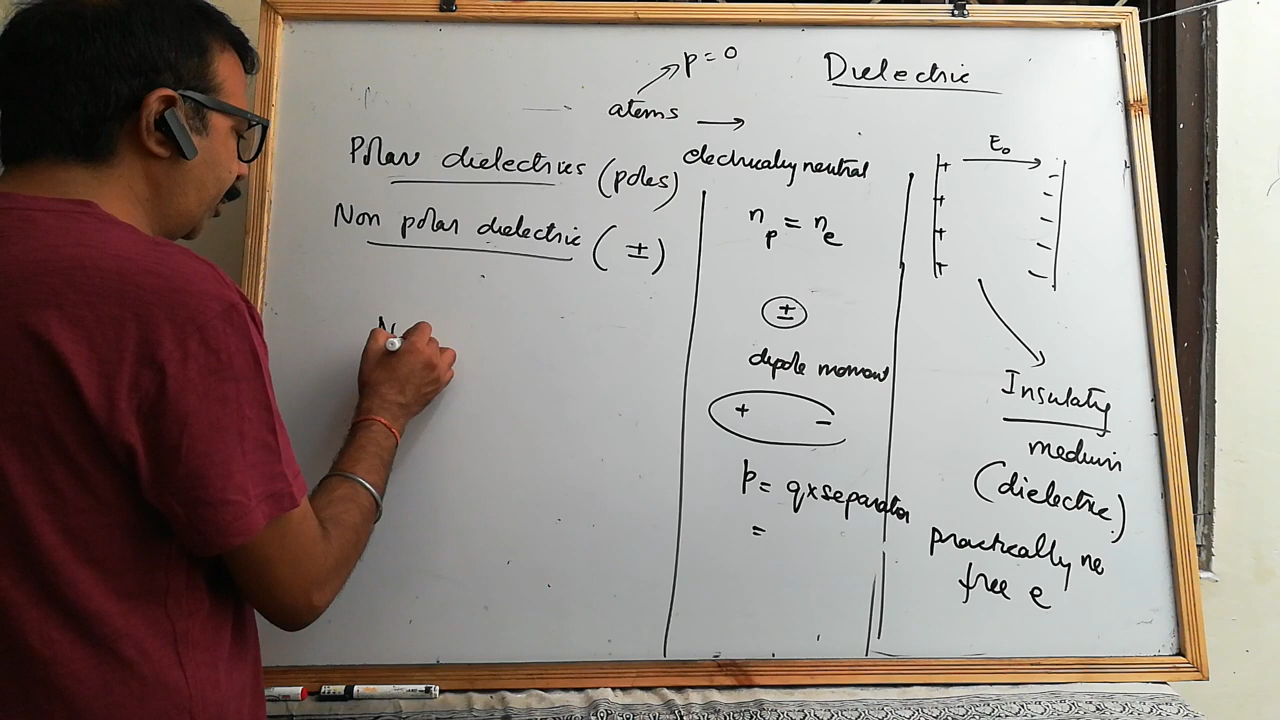 Dielectric
p = 0
atoms →
electrically neutral
Polar dielectrics (poles)
Non polar dielectric (±)
N
n_p = n_e
±
dipole
+ -
p = q×separation
=
E₀
+ -
+ -
+ -
+ -
-
Insulating
medium
(dielectric)
practically no
free e